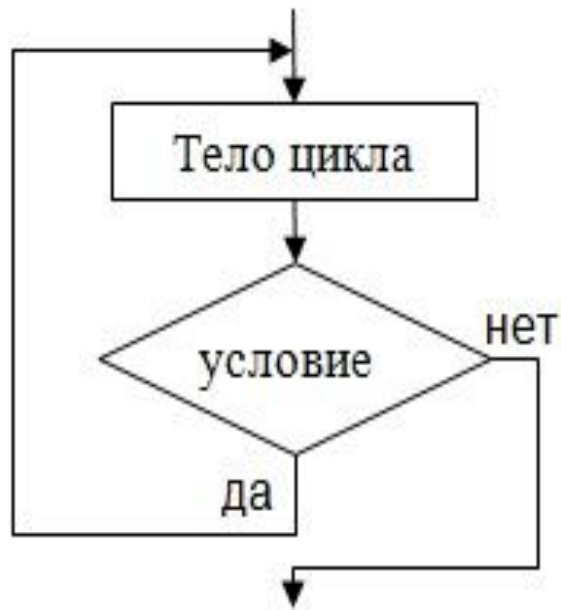 Тело цикла
условие
нет
да